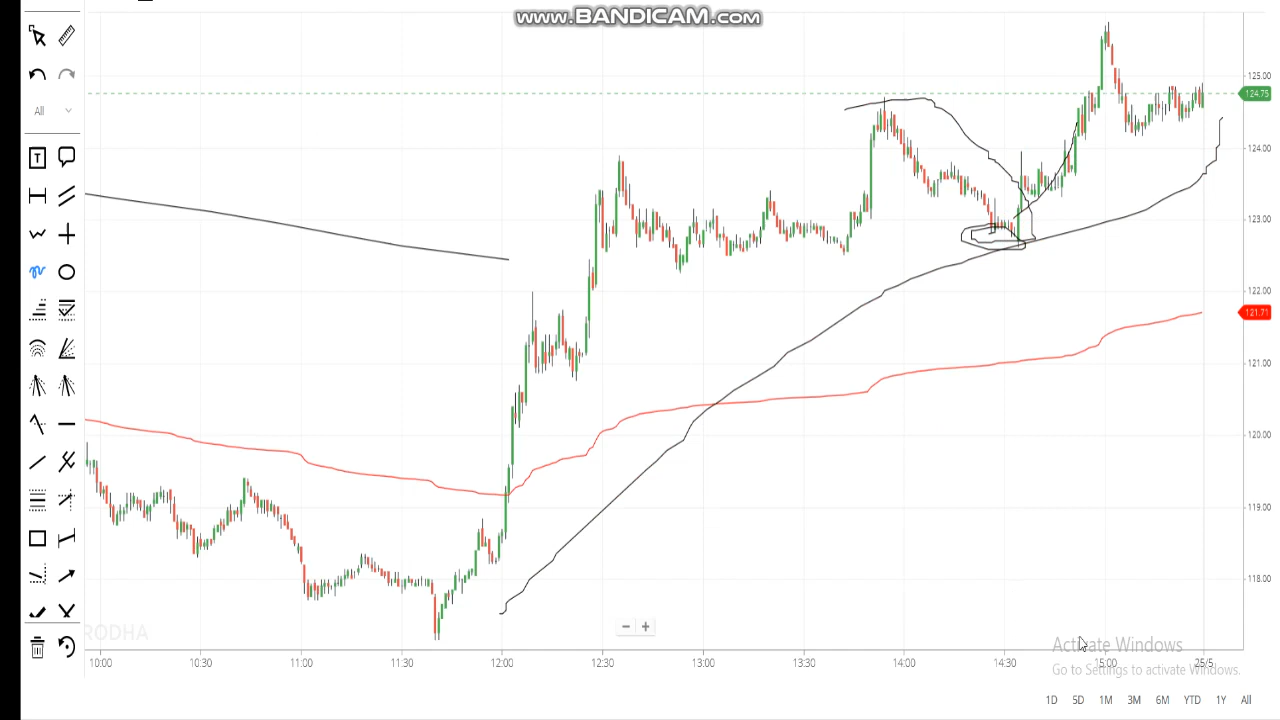 www.BANDICAM.com
125.00
124.75
124.00
123.00
122.00
121.71
121.00
120.00
119.00
118.00
All
T
RODHA
10:00 10:30 11:00 11:30 12:00 12:30 13:00 13:30 14:00 14:30 15:00 25/5
Activate Windows
Go to Settings to activate Windows.
1D 5D 1M 3M 6M YTD 1Y All